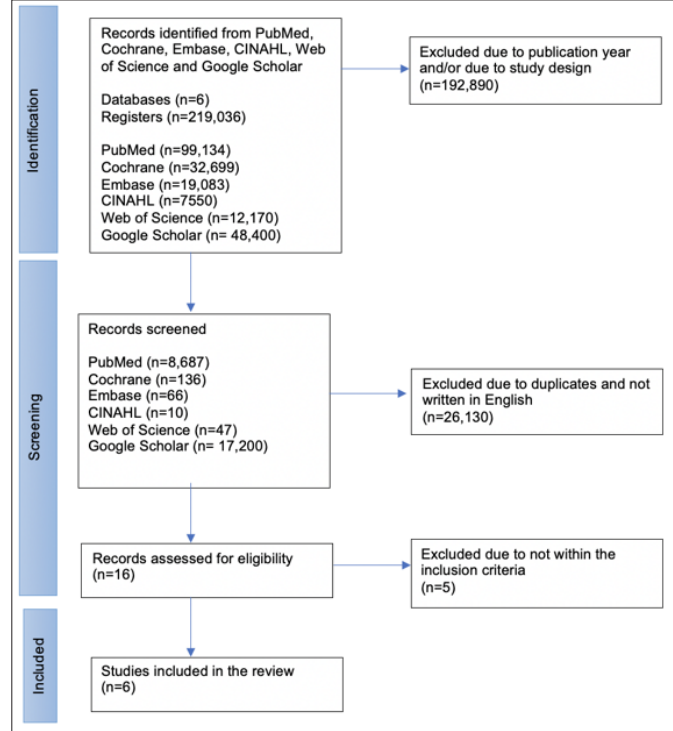 Identification
Records identified from PubMed,
Cochrane, Embase, CINAHL, Web
of Science and Google Scholar
Databases (n=6)
Registers (n=219,036)
PubMed (n=99,134)
Cochrane (n=32,699)
Embase (n=19,083)
CINAHL (n=7550)
Web of Science (n=12,170)
Google Scholar (n= 48,400)
Excluded due to publication year
and/or due to study design
(n=192,890)
Screening
Records screened
PubMed (n=8,687)
Cochrane (n=136)
Embase (n=66)
CINAHL (n=10)
Web of Science (n=47)
Google Scholar (n= 17,200)
Excluded due to duplicates and not
written in English
(n=26,130)
Records assessed for eligibility
(n=16)
Excluded due to not within the
inclusion criteria
(n=5)
Included
Studies included in the review
(n=6)